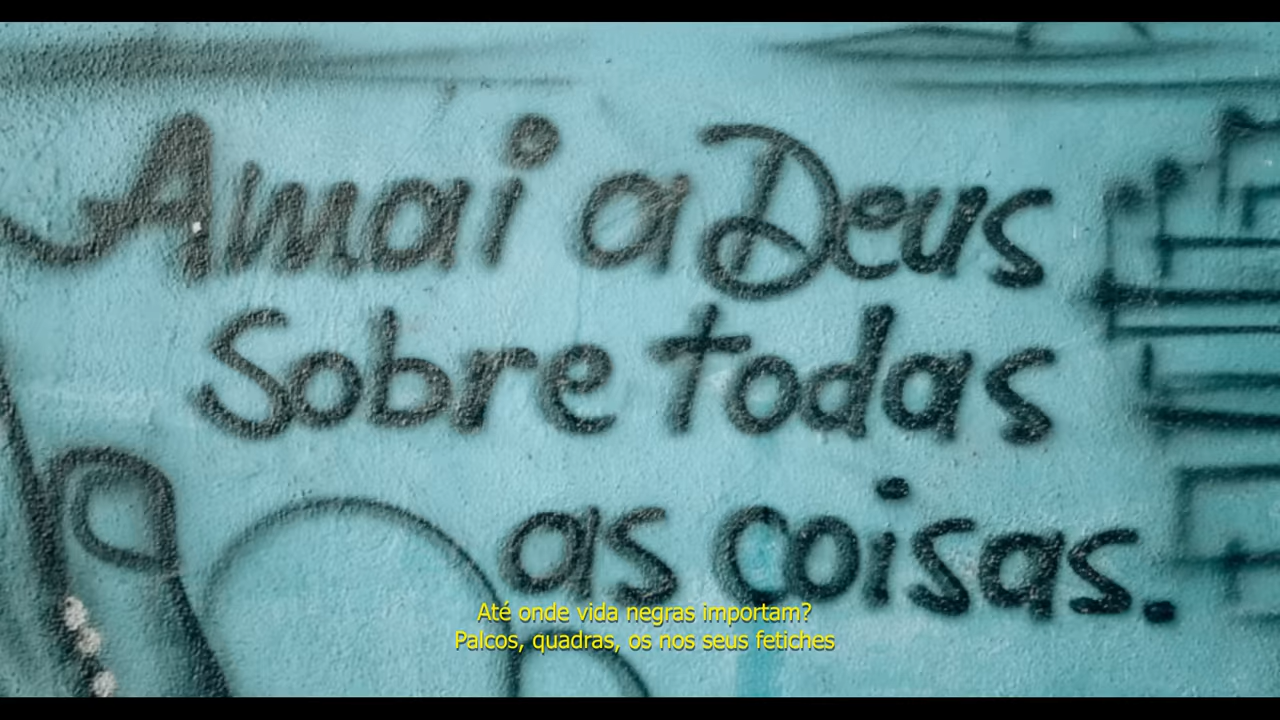 Amai a Deus
Sobre todas
as coisas.
Até onde vida negras importam?
Palcos, quadras, os nos seus fetiches